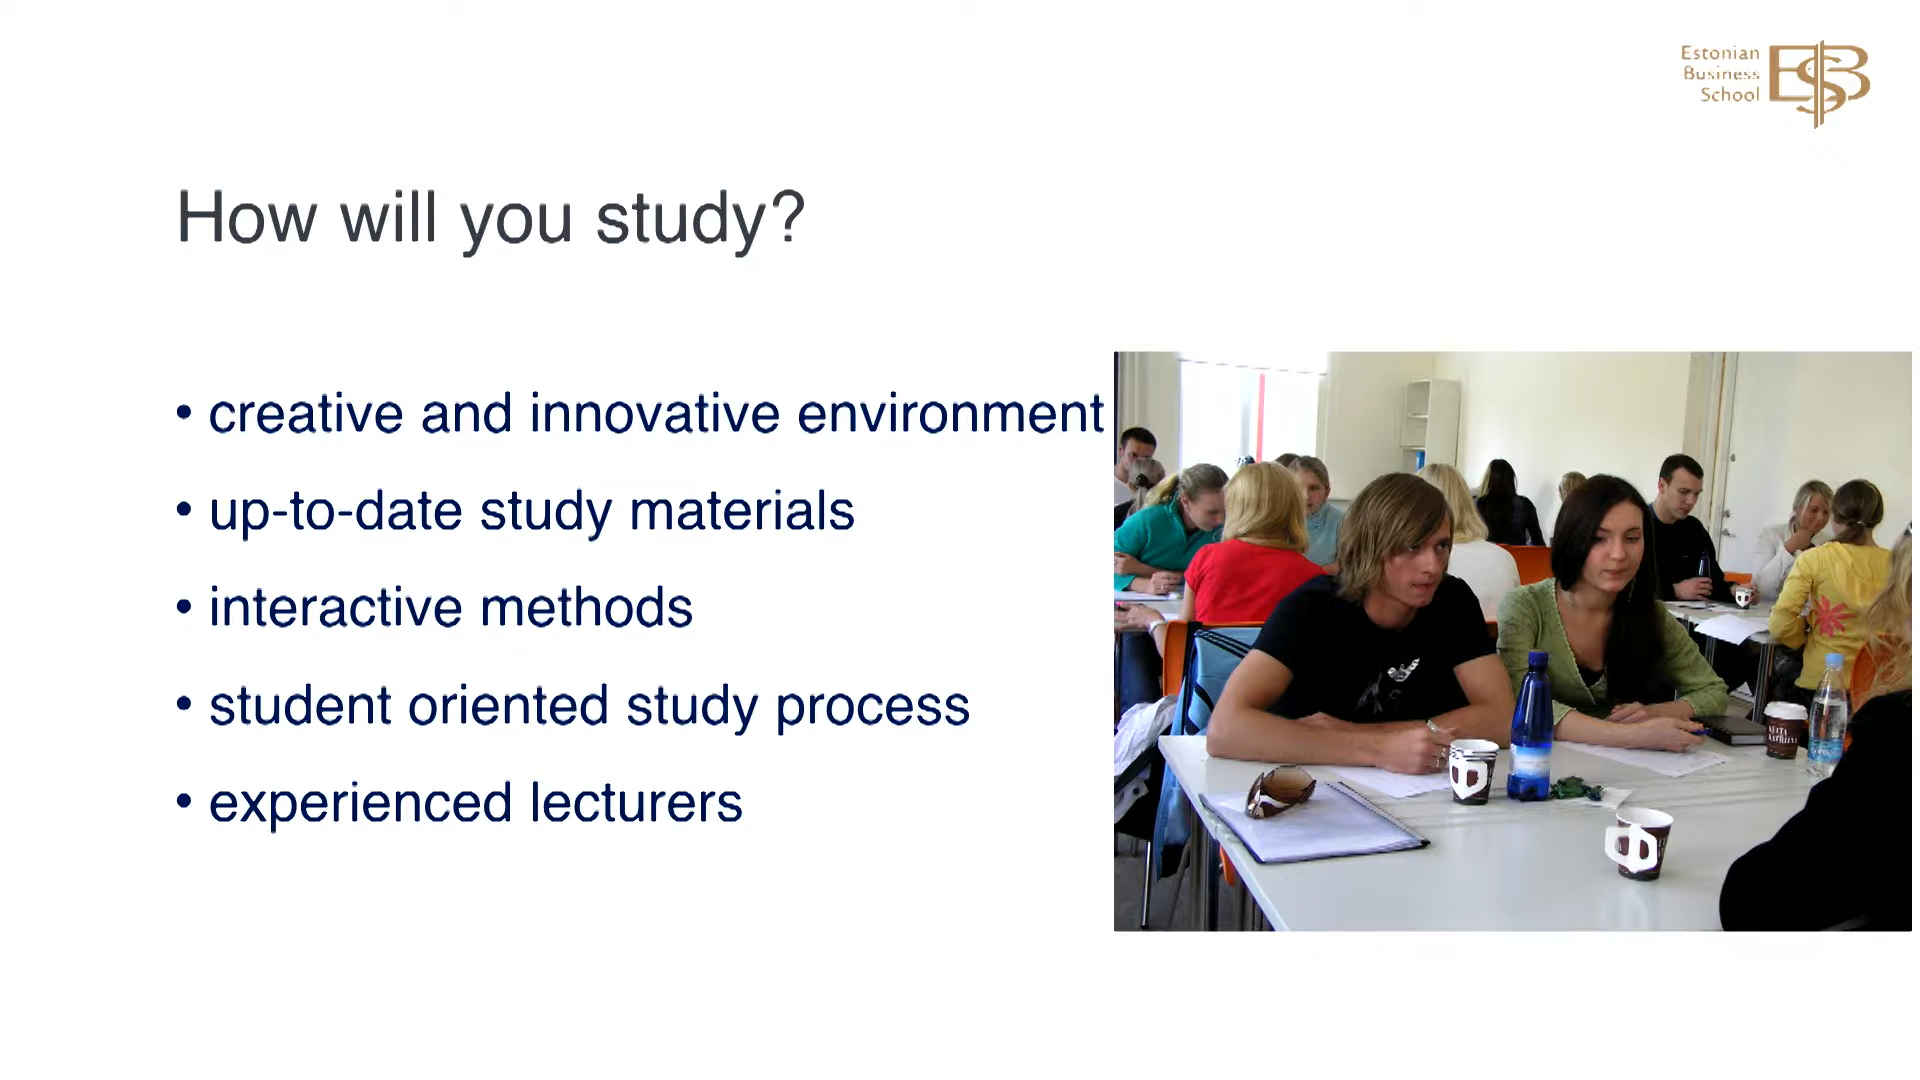 Estonian
Business
School
EBS
How will you study?
• creative and innovative environment
• up-to-date study materials
• interactive methods
• student oriented study process
• experienced lecturers